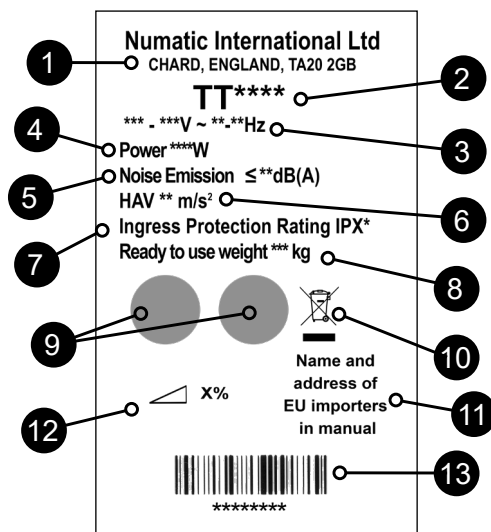 Numatic International Ltd
1 CHARD, ENGLAND, TA20 2GB
TT**** 2
*** - ***V ~ **-**Hz 3
4 Power ****W
5 Noise Emission ≤**dB(A)
HAV ** m/s² 6
7 Ingress Protection Rating IPX*
Ready to use weight *** kg 8
9 10
Name and
address of
EU importers 11
in manual
12 X%
13
********